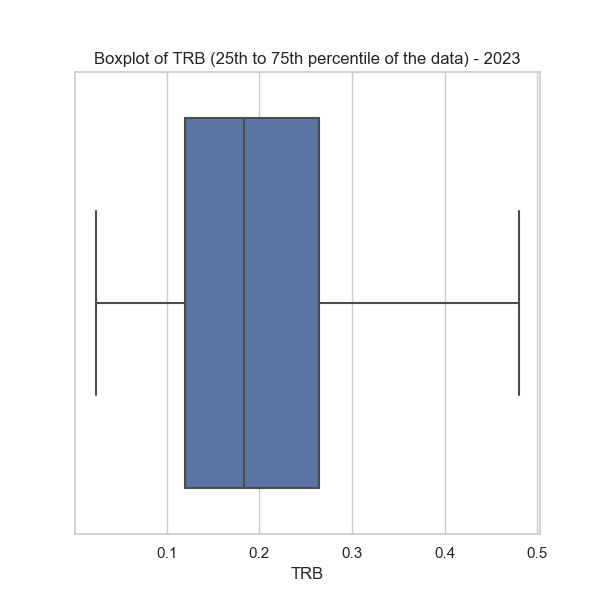 Boxplot of TRB (25th to 75th percentile of the data) - 2023
0.1 0.2 0.3 0.4 0.5
TRB